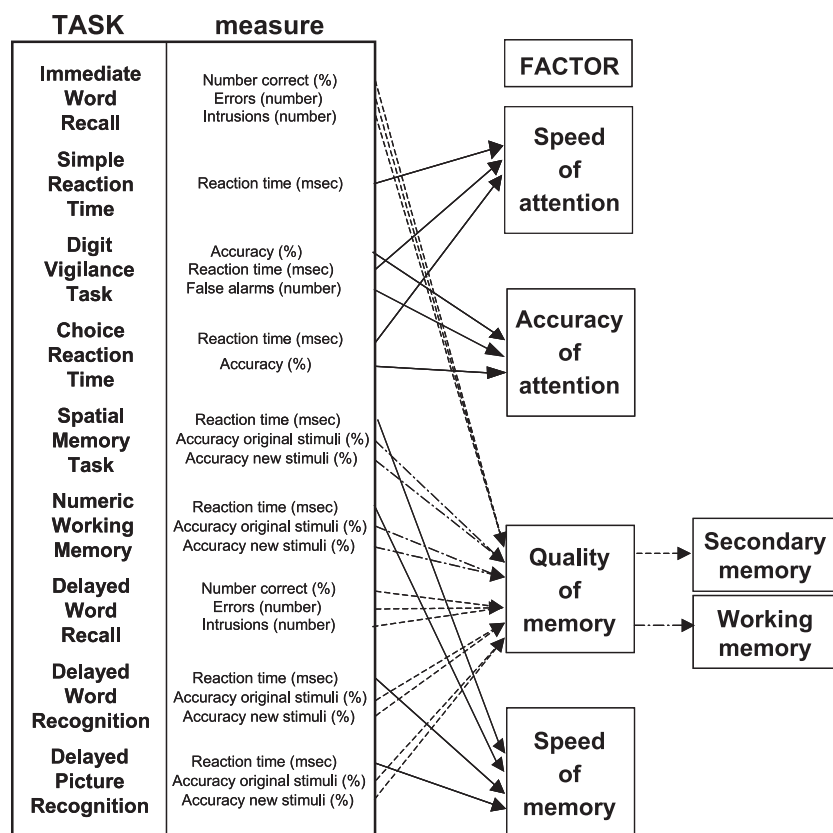 TASK
measure
Immediate
Word
Recall
Number correct (%)
Errors (number)
Intrusions (number)
Simple
Reaction
Time
Reaction time (msec)
Digit
Vigilance
Task
Accuracy (%)
Reaction time (msec)
False alarms (number)
Choice
Reaction
Time
Reaction time (msec)
Accuracy (%)
Spatial
Memory
Task
Reaction time (msec)
Accuracy original stimuli (%)
Accuracy new stimuli (%)
Numeric
Working
Memory
Reaction time (msec)
Accuracy original stimuli (%)
Accuracy new stimuli (%)
Delayed
Word
Recall
Number correct (%)
Errors (number)
Intrusions (number)
Delayed
Word
Recognition
Reaction time (msec)
Accuracy original stimuli (%)
Accuracy new stimuli (%)
Delayed
Picture
Recognition
Reaction time (msec)
Accuracy original stimuli (%)
Accuracy new stimuli (%)
FACTOR
Speed
of
attention
Accuracy
of
attention
Quality
of
memory
Speed
of
memory
Secondary
memory
Working
memory